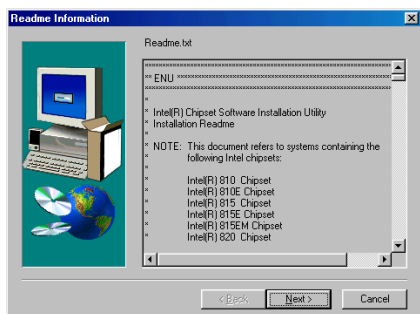 Readme Information
Readme.txt
** ENU **********************************************
* Intel(R) Chipset Software Installation Utility
* Installation Readme
*
* NOTE: This document refers to systems containing the
* following Intel chipsets:
*
* Intel(R) 810 Chipset
* Intel(R) 810E Chipset
* Intel(R) 815 Chipset
* Intel(R) 815E Chipset
* Intel(R) 815EM Chipset
* Intel(R) 820 Chipset
< Back
Next >
Cancel